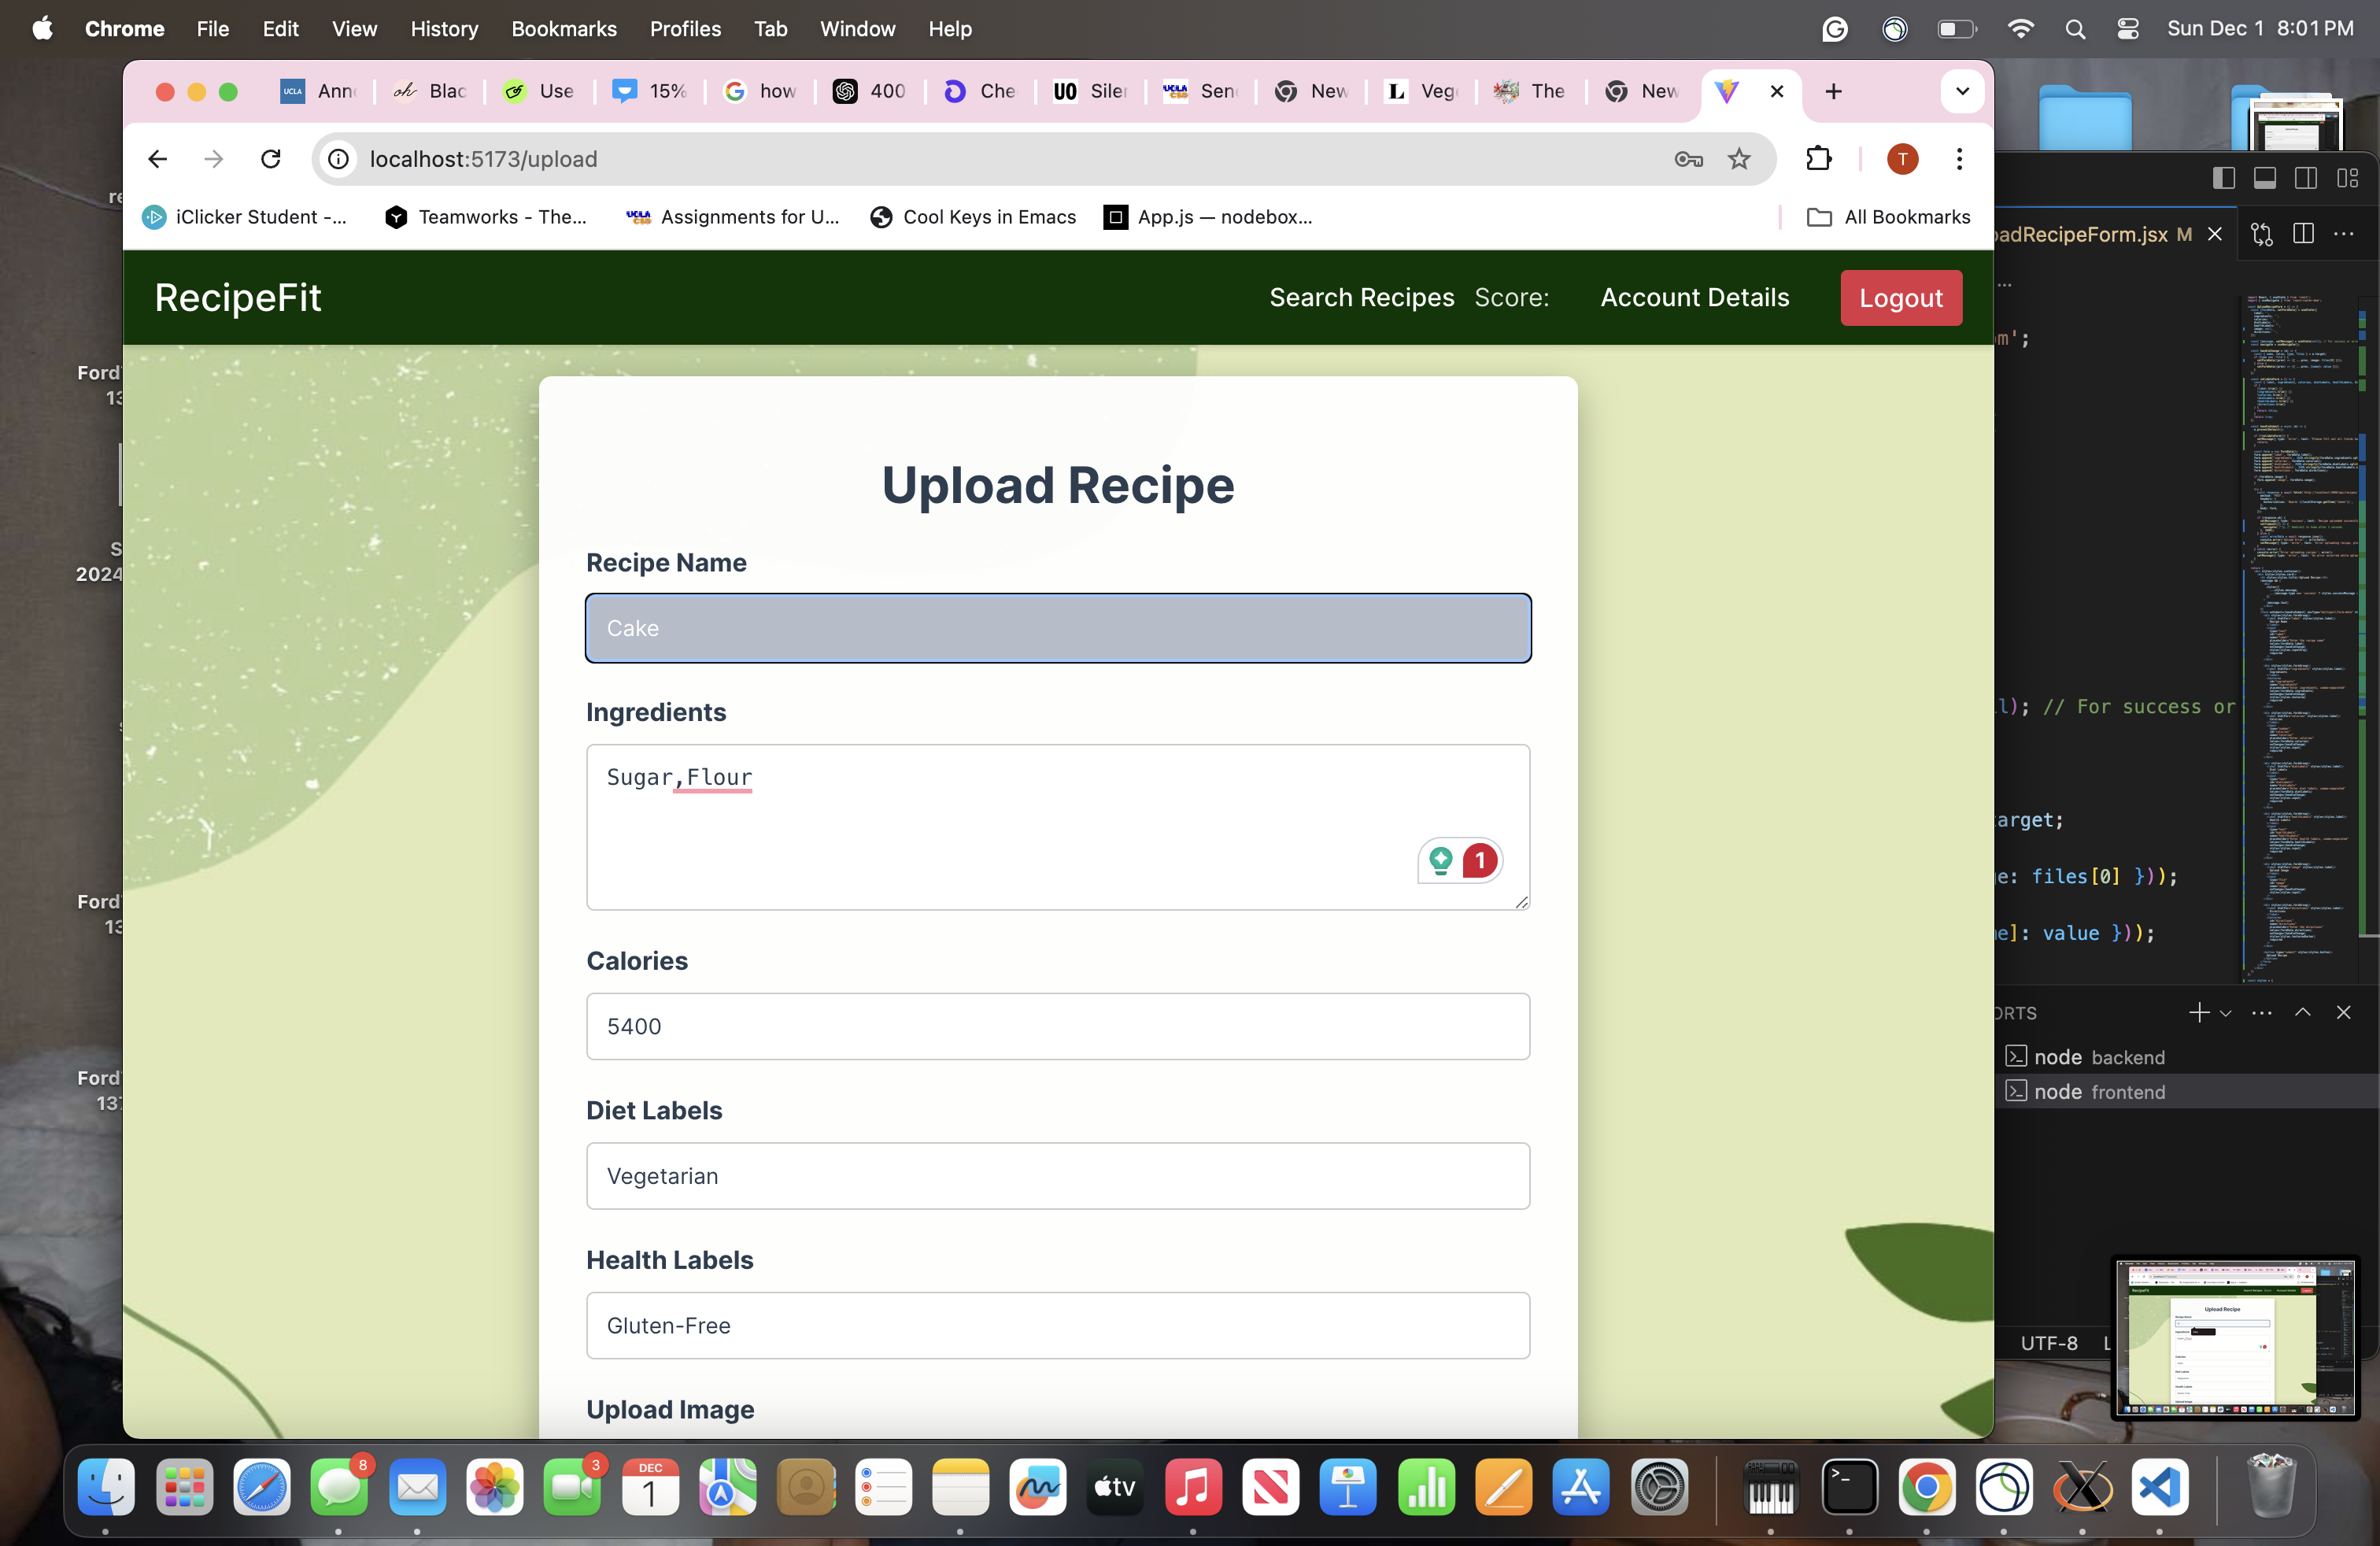 Chrome File Edit View History Bookmarks Profiles Tab Window Help Sun Dec 1 8:01 PM
UCLA Ann oh Blac Use 15% how 400 Che UO Siler Sen New L Veg The New
localhost:5173/upload T
iClicker Student -... Teamworks - The... Assignments for U... Cool Keys in Emacs App.js — nodebox... All Bookmarks
RecipeFit Search Recipes Score: Account Details Logout
Upload Recipe
Recipe Name
Cake
Ingredients
Sugar,Flour
1
Calories
5400
Diet Labels
Vegetarian
Health Labels
Gluten-Free
Upload Image
Ford
13
2024
Ford
13
Ford
137
adRecipeForm.jsx M
m';
); // For success or
arget;
e: files[0] }));
e]: value }));
ORTS
node backend
node frontend
UTF-8
8
3
DEC
1
tv